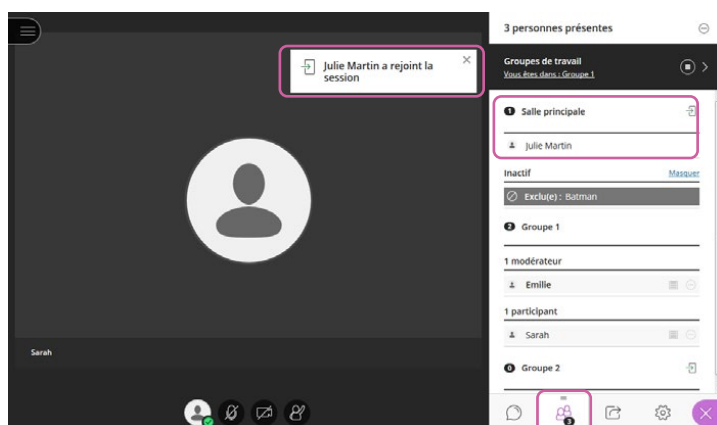 Julie Martin a rejoint la
session
Sarah
3 personnes présentes
Groupes de travail
Vous êtes dans : Groupe 1
1 Salle principale
Julie Martin
Inactif Masquer
Exclu(e) : Batman
2 Groupe 1
1 modérateur
Emilie
1 participant
Sarah
0 Groupe 2
3